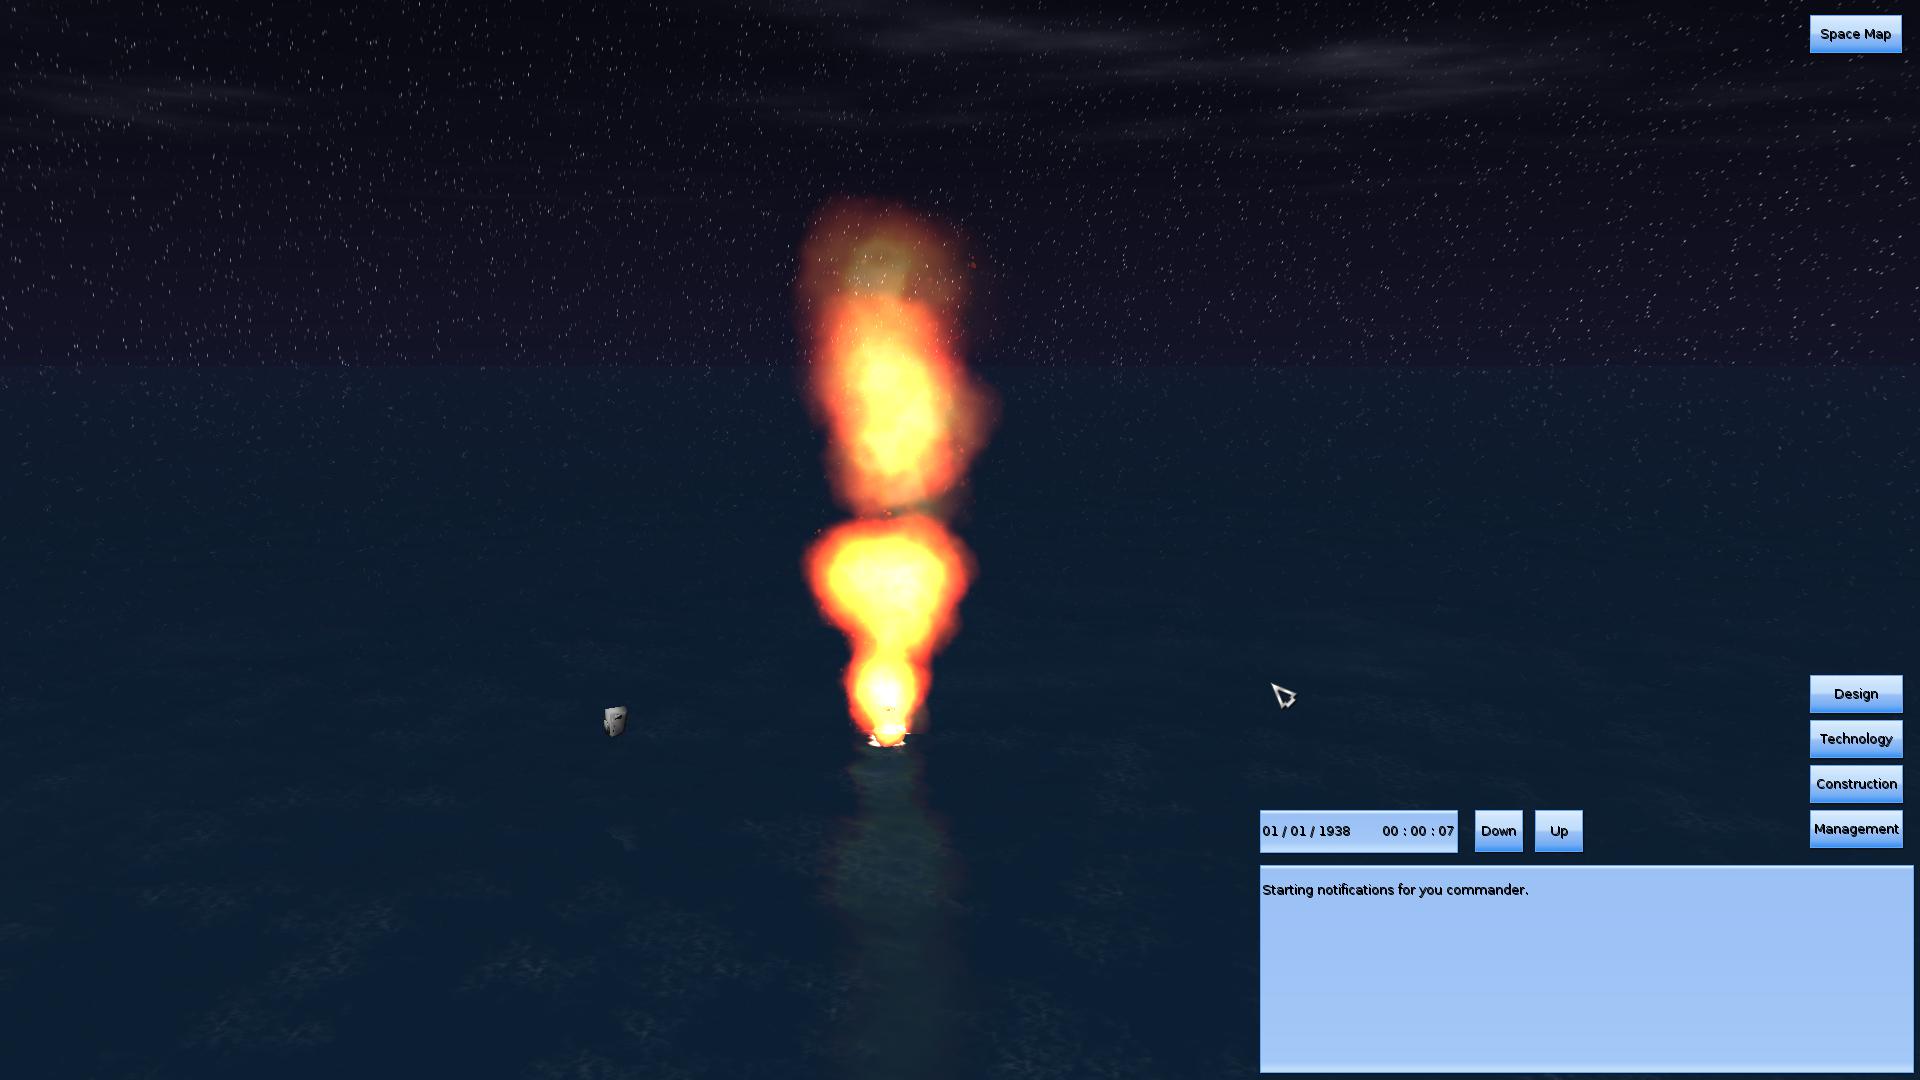 Space Map
Design
Technology
Construction
Management
01 / 01 / 1938 00 : 00 : 07
Down
Up
Starting notifications for you commander.